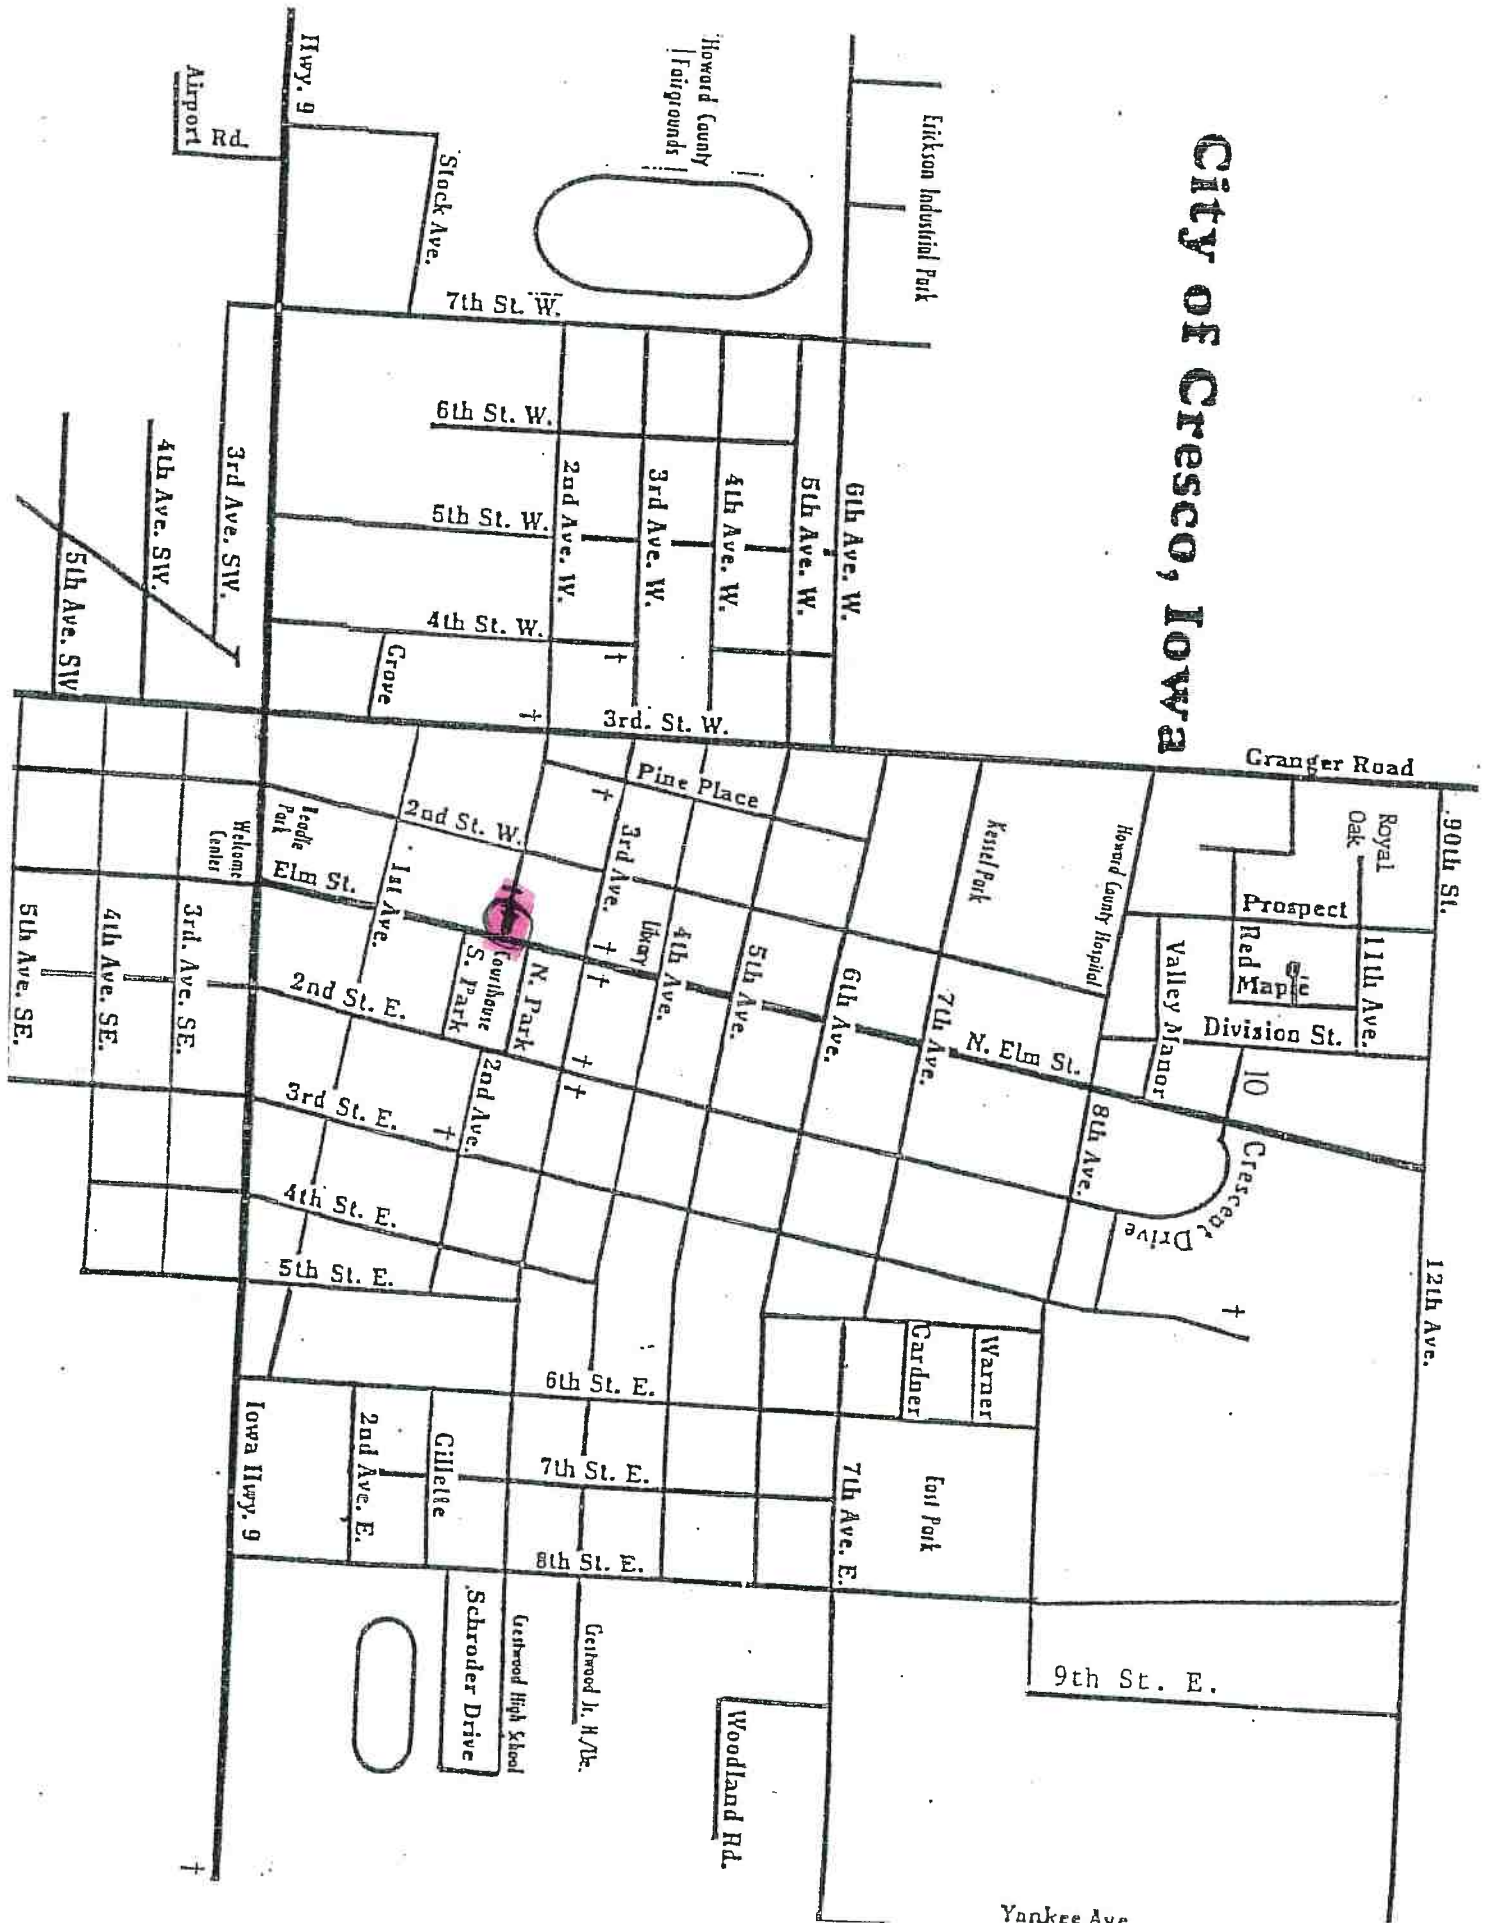 City of Cresco, Iowa
Hwy. 9
Airport
Rd.
Stock Ave.
Howard County
Fairgrounds
Erickson Industrial Park
7th St. W.
6th St. W.
5th St. W.
4th St. W.
2nd Ave. W.
3rd Ave. W.
4th Ave. W.
5th Ave. W.
6th Ave. W.
3rd Ave. SW.
4th Ave. SW.
5th Ave. SW
Grove
3rd. St. W.
Granger Road
Pine Place
2nd St. W.
Beadle
Park
Welcome
Center
Elm St.
1st Ave.
3rd Ave.
Library
4th Ave.
5th Ave.
6th Ave.
7th Ave.
Kessel Park
Howard County Hospital
Royal
Oak
90th St.
Prospect
Red
Maple
11th Ave.
Valley Manor
Division St.
N. Elm St.
10
Crescent Drive
8th Ave.
12th Ave.
N. Park
Courthouse
S. Park
2nd Ave.
2nd St. E.
3rd St. E.
4th St. E.
5th St. E.
3rd. Ave. SE.
4th Ave. SE.
5th Ave. SE.
6th St. E.
7th St. E.
8th St. E.
Gardner
Warner
East Park
7th Ave. E.
2nd Ave. E.
Gillette
Iowa Hwy. 9
Schroder Drive
Crestwood High School
Crestwood Jr. H./
Woodland Rd.
9th St. E.
Yankee Ave